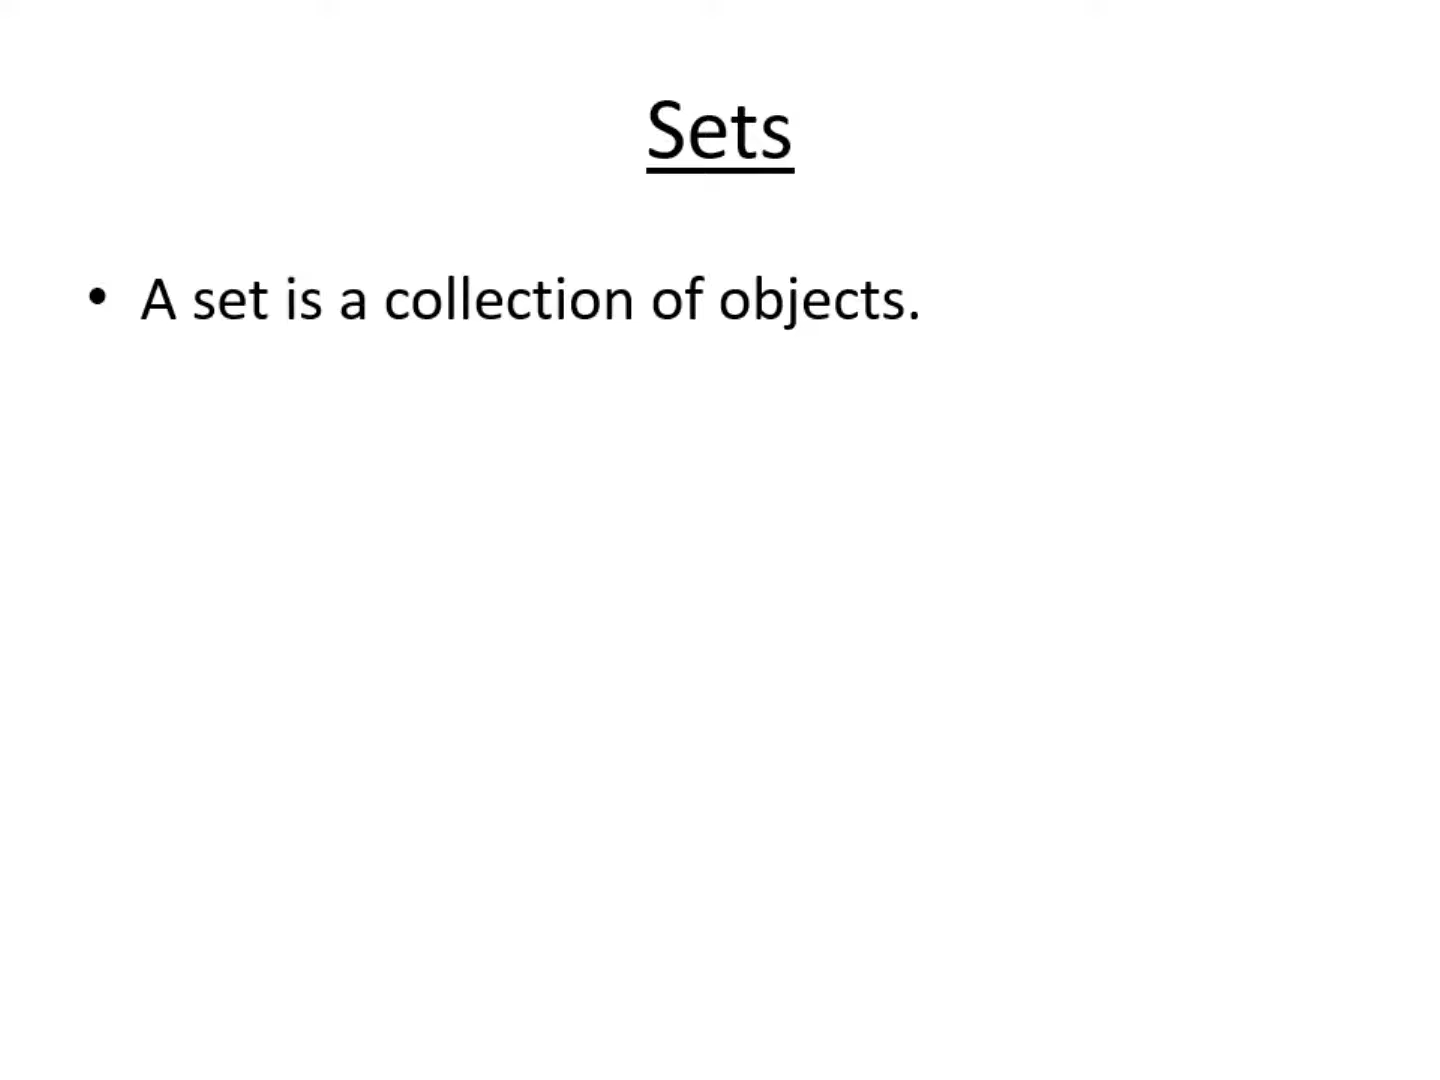 Sets
• A set is a collection of objects.